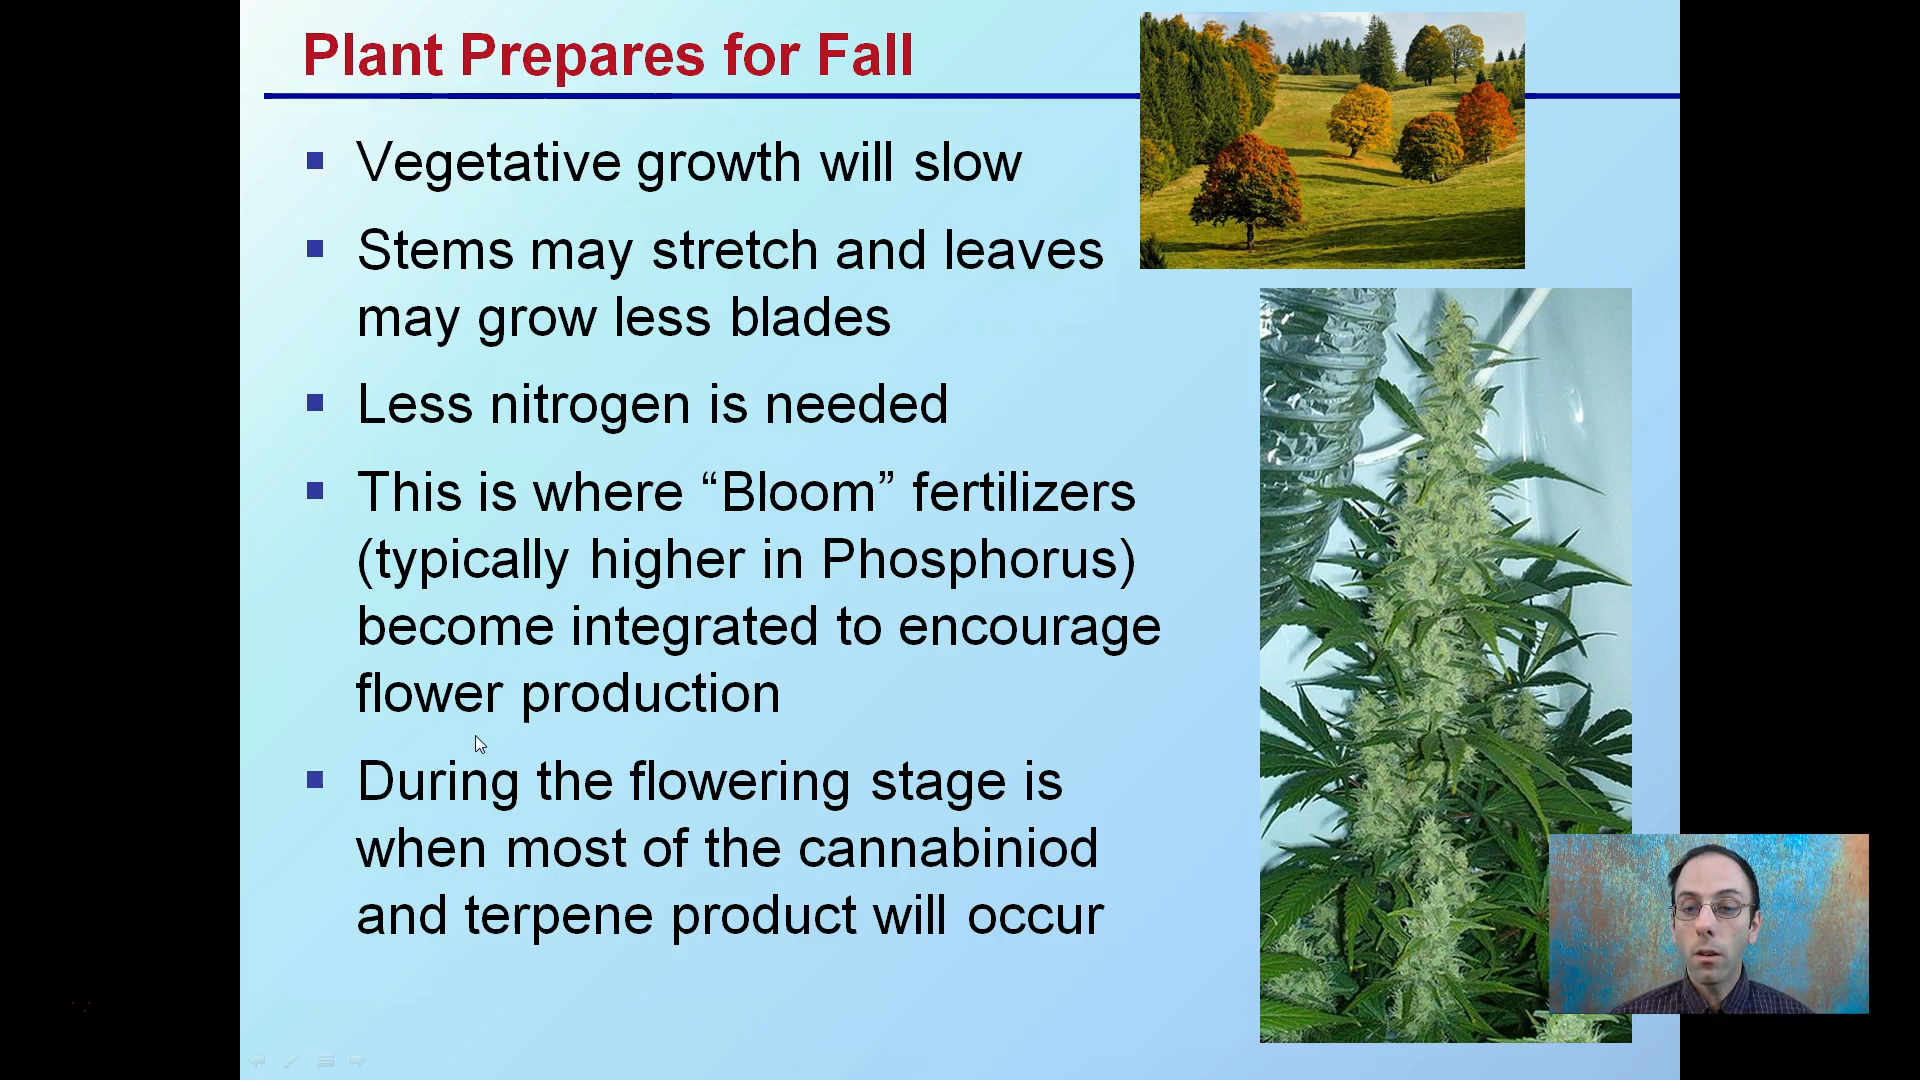 Plant Prepares for Fall
Vegetative growth will slow
Stems may stretch and leaves
may grow less blades
Less nitrogen is needed
This is where “Bloom” fertilizers
(typically higher in Phosphorus)
become integrated to encourage
flower production
During the flowering stage is
when most of the cannabiniod
and terpene product will occur